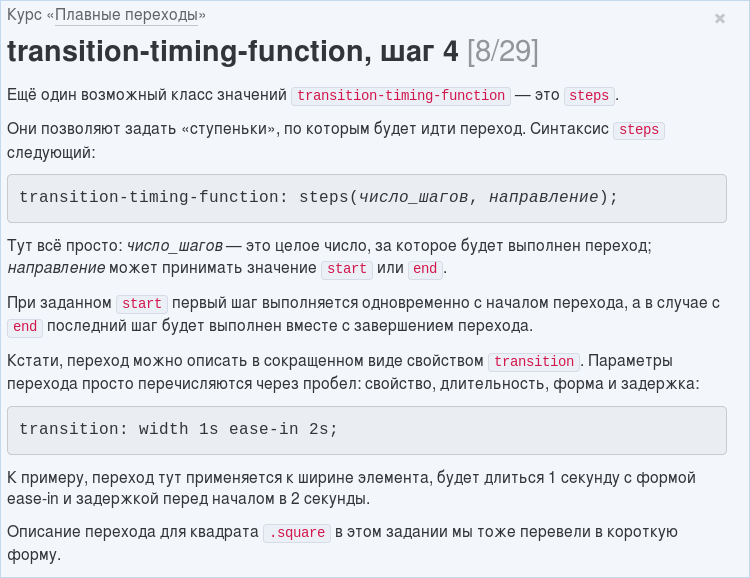 Курс «Плавные переходы»
×
transition-timing-function, шаг 4 [8/29]
Ещё один возможный класс значений transition-timing-function — это steps.
Они позволяют задать «ступеньки», по которым будет идти переход. Синтаксис steps
следующий:
transition-timing-function: steps(число_шагов, направление);
Тут всё просто: число_шагов — это целое число, за которое будет выполнен переход;
направление может принимать значение start или end.
При заданном start первый шаг выполняется одновременно с началом перехода, а в случае с
end последний шаг будет выполнен вместе с завершением перехода.
Кстати, переход можно описать в сокращенном виде свойством transition. Параметры
перехода просто перечисляются через пробел: свойство, длительность, форма и задержка:
transition: width 1s ease-in 2s;
К примеру, переход тут применяется к ширине элемента, будет длиться 1 секунду с формой
ease-in и задержкой перед началом в 2 секунды.
Описание перехода для квадрата .square в этом задании мы тоже перевели в короткую
форму.